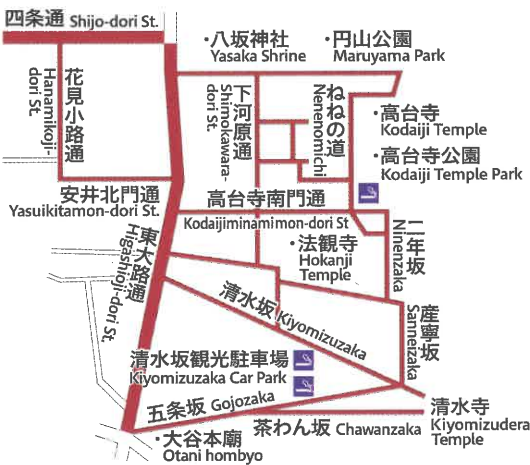 四条通 Shijo-dori St.
・八坂神社
Yasaka Shrine
・円山公園
Maruyama Park
花見小路通
Hanamikoji-
dori St.
下河原通
Shimokawara-
dori St.
ねねの道
Nenenomichi
・高台寺
Kodaiji Temple
・高台寺公園
Kodaiji Temple Park
安井北門通
Yasuikitamon-dori St.
高台寺南門通
Kodaijiminamimon-dori St
東大路通
Higashioji-dori St.
・法観寺
Hokanji
Temple
二年坂
Ninenzaka
清水坂 Kiyomizuzaka
産寧坂
Sanneizaka
清水坂観光駐車場
Kiyomizuzaka Car Park
五条坂 Gojozaka
清水寺
Kiyomizudera
Temple
茶わん坂 Chawanzaka
・大谷本廟
Otani hombyo